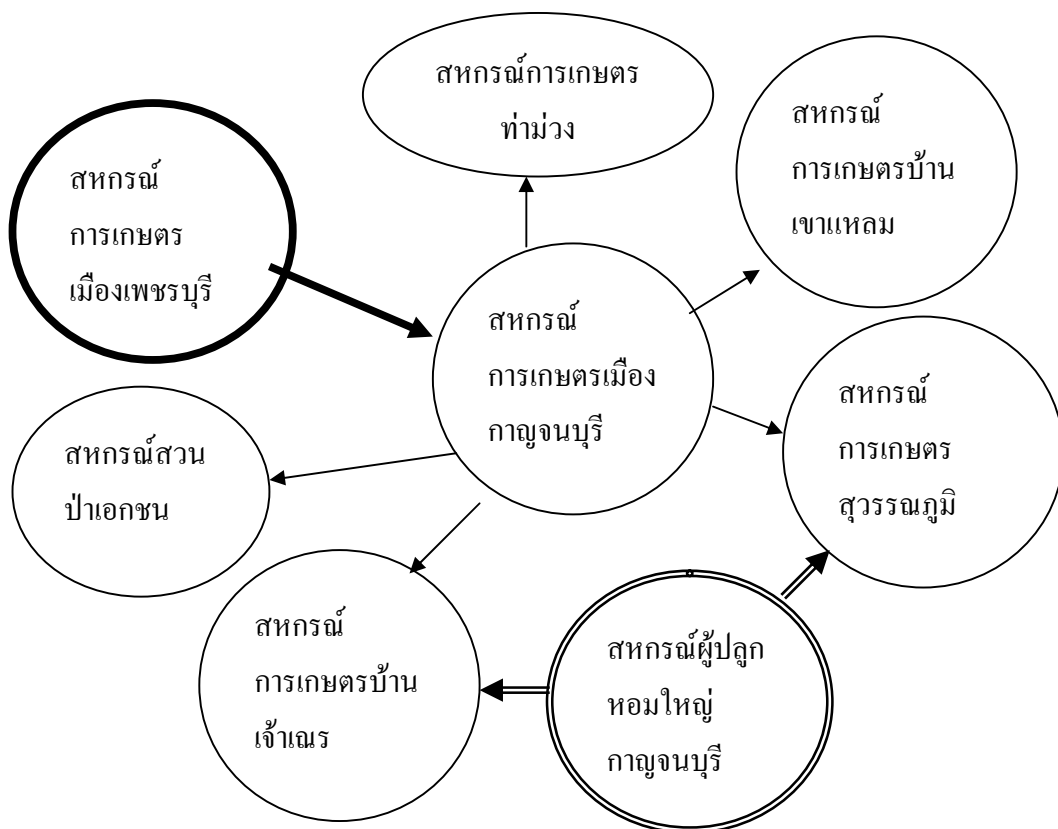 สหกรณ์การเกษตร
ท่าม่วง
สหกรณ์
การเกษตรบ้าน
เขาแหลม
สหกรณ์
การเกษตร
เมืองเพชรบุรี
สหกรณ์
การเกษตรเมือง
กาญจนบุรี
สหกรณ์
การเกษตร
สุวรรณภูมิ
สหกรณ์สวน
ป่าเอกชน
สหกรณ์
การเกษตรบ้าน
เจ้าเณร
สหกรณ์ผู้ปลูก
หอมใหญ่
กาญจนบุรี